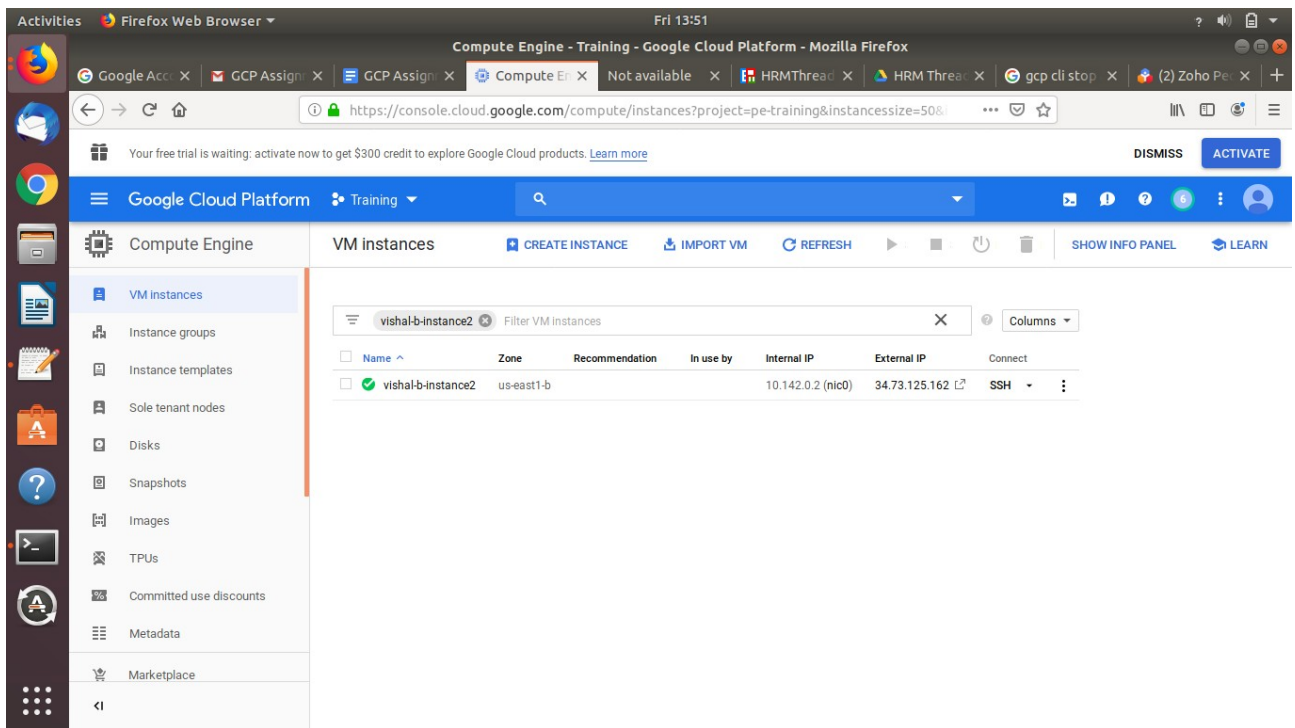 Activities Firefox Web Browser Fri 13:51
Compute Engine - Training - Google Cloud Platform - Mozilla Firefox
Google Acc GCP Assign GCP Assign Compute En Not available HRMThread HRM Threa gcp cli stop (2) Zoho Peo
https://console.cloud.google.com/compute/instances?project=pe-training&instancessize=50&
Your free trial is waiting: activate now to get $300 credit to explore Google Cloud products. Learn more DISMISS ACTIVATE
Google Cloud Platform Training 6
Compute Engine VM instances CREATE INSTANCE IMPORT VM REFRESH SHOW INFO PANEL LEARN
VM instances
Instance groups
Instance templates
Sole tenant nodes
Disks
Snapshots
Images
TPUs
Committed use discounts
Metadata
Marketplace
vishal-b-instance2 Filter VM instances Columns
Name Zone Recommendation In use by Internal IP External IP Connect
vishal-b-instance2 us-east1-b 10.142.0.2 (nic0) 34.73.125.162 SSH